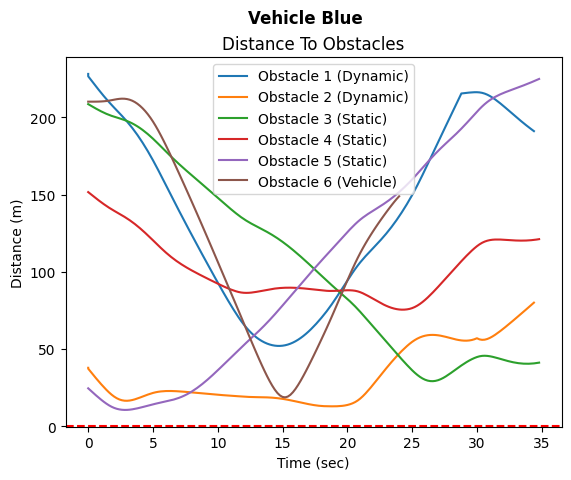 Vehicle Blue
Distance To Obstacles
Obstacle 1 (Dynamic)
Obstacle 2 (Dynamic)
Obstacle 3 (Static)
Obstacle 4 (Static)
Obstacle 5 (Static)
Obstacle 6 (Vehicle)
Distance (m)
200
150
100
50
0
0 5 10 15 20 25 30 35
Time (sec)